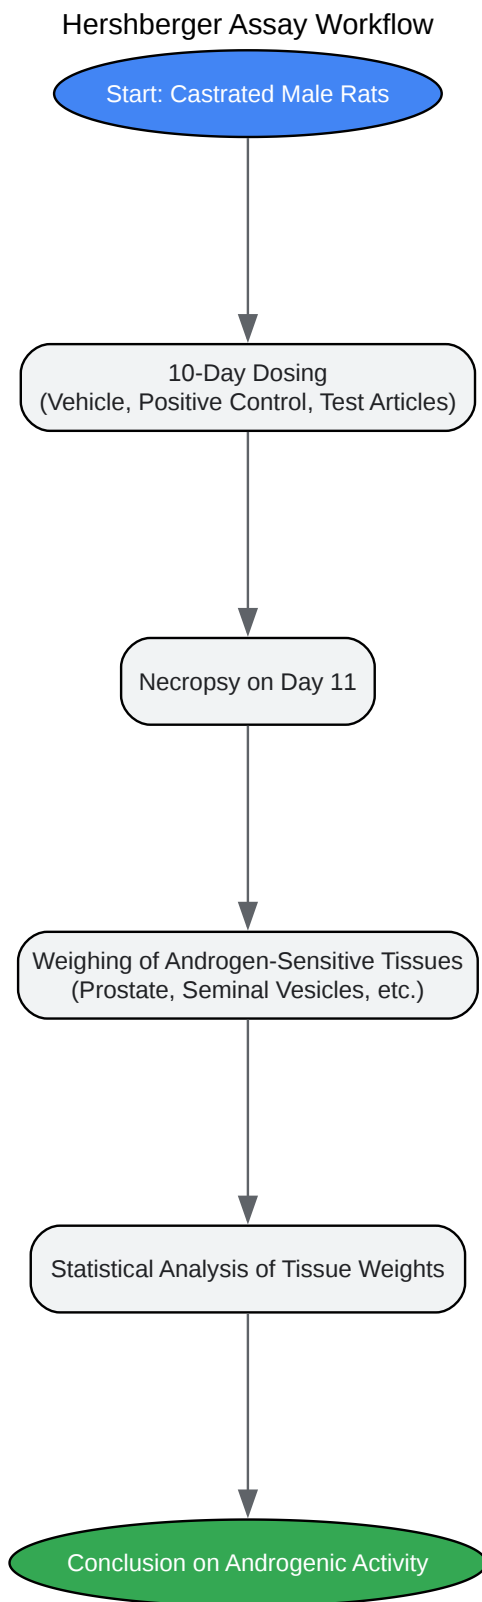 Hershberger Assay Workflow
Start: Castrated Male Rats
10-Day Dosing
(Vehicle, Positive Control, Test Articles)
Necropsy on Day 11
Weighing of Androgen-Sensitive Tissues
(Prostate, Seminal Vesicles, etc.)
Statistical Analysis of Tissue Weights
Conclusion on Androgenic Activity